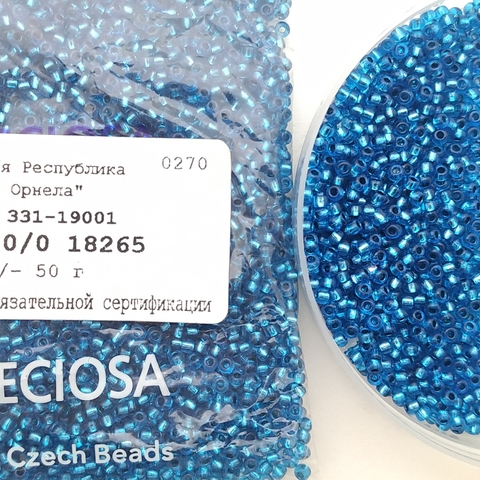 я Республика 0270
Орнела"
331-19001
0/0 18265
/- 50 г
язательной сертификации
ECIOSA
Czech Beads